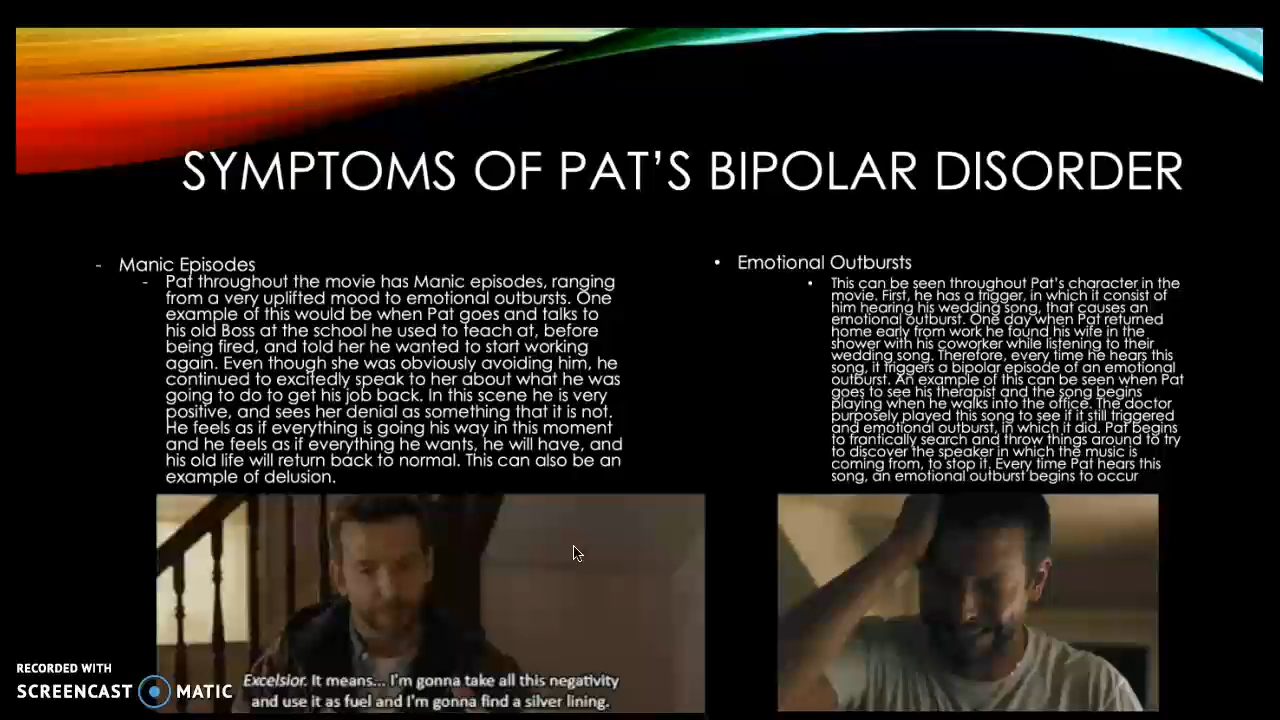 SYMPTOMS OF PAT'S BIPOLAR DISORDER
- Manic Episodes
- Pat throughout the movie has Manic episodes, ranging
from a very uplifted mood to emotional outbursts. One
example of this would be when Pat goes and talks to
his old Boss at the school he used to teach at, before
being fired, and told her he wanted to start working
again. Even though she was obviously avoiding him, he
continued to excitedly speak to her about what he was
going to do to get his job back. In this scene he is very
positive, and sees her denial as something that it is not.
He feels as if everything is going his way in this moment
and he feels as if everything he wants, he will have, and
his old life will return back to normal. This can also be an
example of delusion.
• Emotional Outbursts
• This can be seen throughout Pat's character in the
movie. First, he has a trigger, in which it consist of
him hearing his wedding song, that causes an
emotional outburst. One day when Pat returned
home early from work he found his wife in the
shower with his coworker while listening to their
wedding song. Therefore, every time he hears this
song, it triggers a bipolar episode of an emotional
outburst. An example of this can be seen when Pat
goes to see his therapist and the song begins
playing when he walks into the office. The doctor
purposely played this song to see if it still triggered
and emotional outburst, in which it did. Pat begins
to frantically search and throw things around to try
to discover the speaker in which the music is
coming from, to stop it. Every time Pat hears this
song, an emotional outburst begins to occur
Excelsior. It means... I'm gonna take all this negativity
and use it as fuel and I'm gonna find a silver lining.
RECORDED WITH
SCREENCAST MATIC